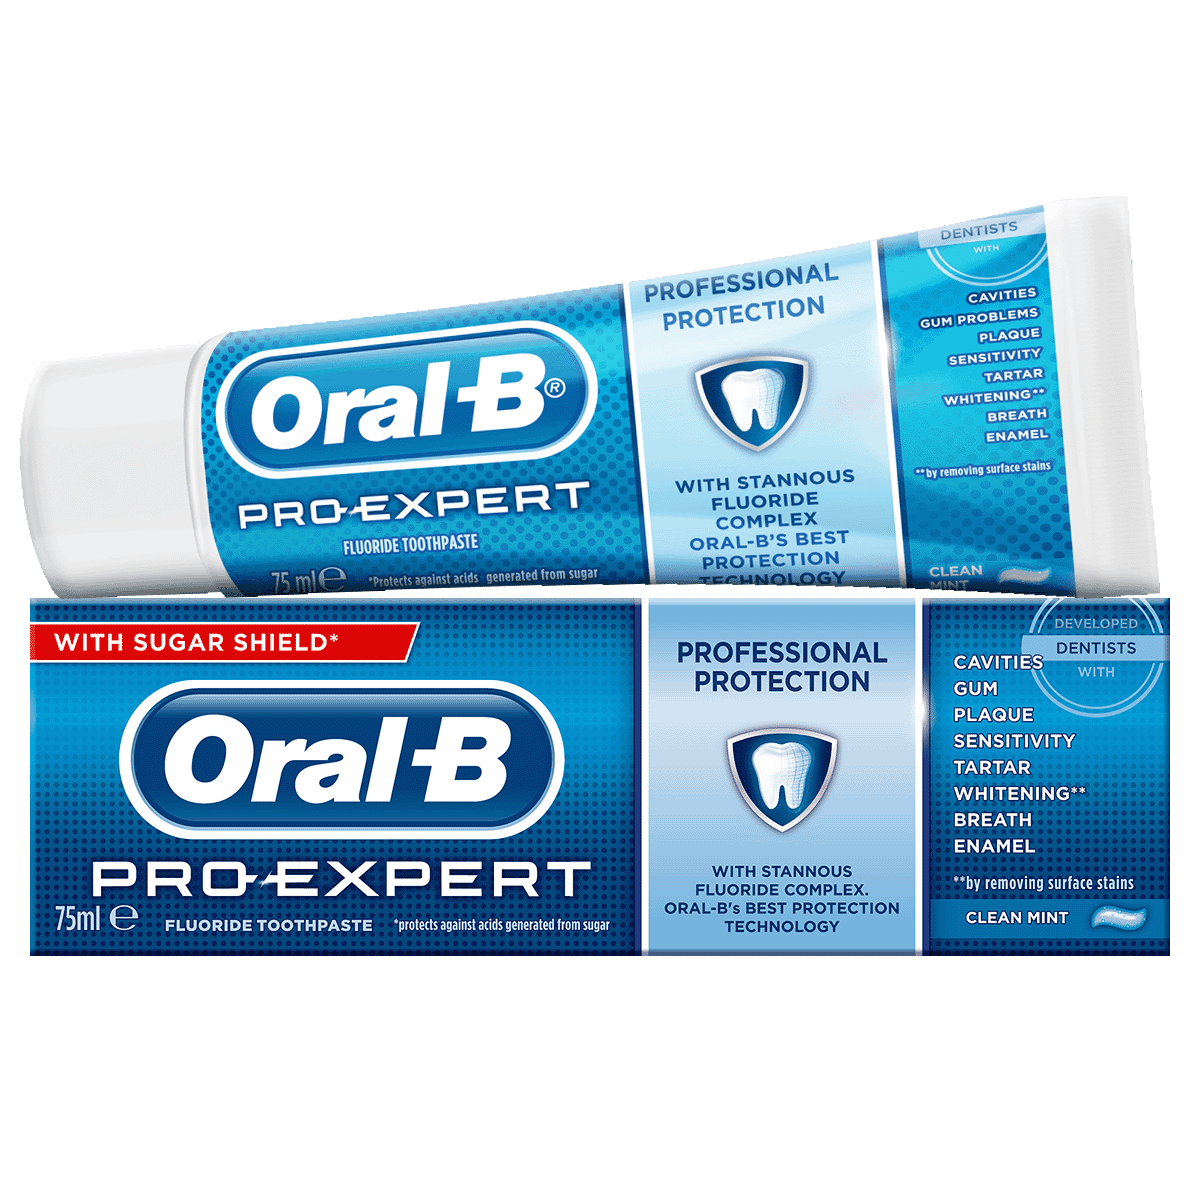 Oral-B®
PRO-EXPERT
FLUORIDE TOOTHPASTE
75 ml ℮ *Protects against acids generated from sugar
PROFESSIONAL
PROTECTION
WITH STANNOUS
FLUORIDE
COMPLEX
ORAL-B'S BEST
PROTECTION
TECHNOLOGY
DENTISTS
WITH
CAVITIES
GUM PROBLEMS
PLAQUE
SENSITIVITY
TARTAR
WHITENING**
BREATH
ENAMEL
**by removing surface stains
CLEAN
MINT
WITH SUGAR SHIELD*
Oral-B
PRO-EXPERT
75ml ℮ FLUORIDE TOOTHPASTE *protects against acids generated from sugar
PROFESSIONAL
PROTECTION
WITH STANNOUS
FLUORIDE COMPLEX.
ORAL-B's BEST PROTECTION
TECHNOLOGY
DEVELOPED
DENTISTS
WITH
CAVITIES
GUM
PLAQUE
SENSITIVITY
TARTAR
WHITENING**
BREATH
ENAMEL
**by removing surface stains
CLEAN MINT